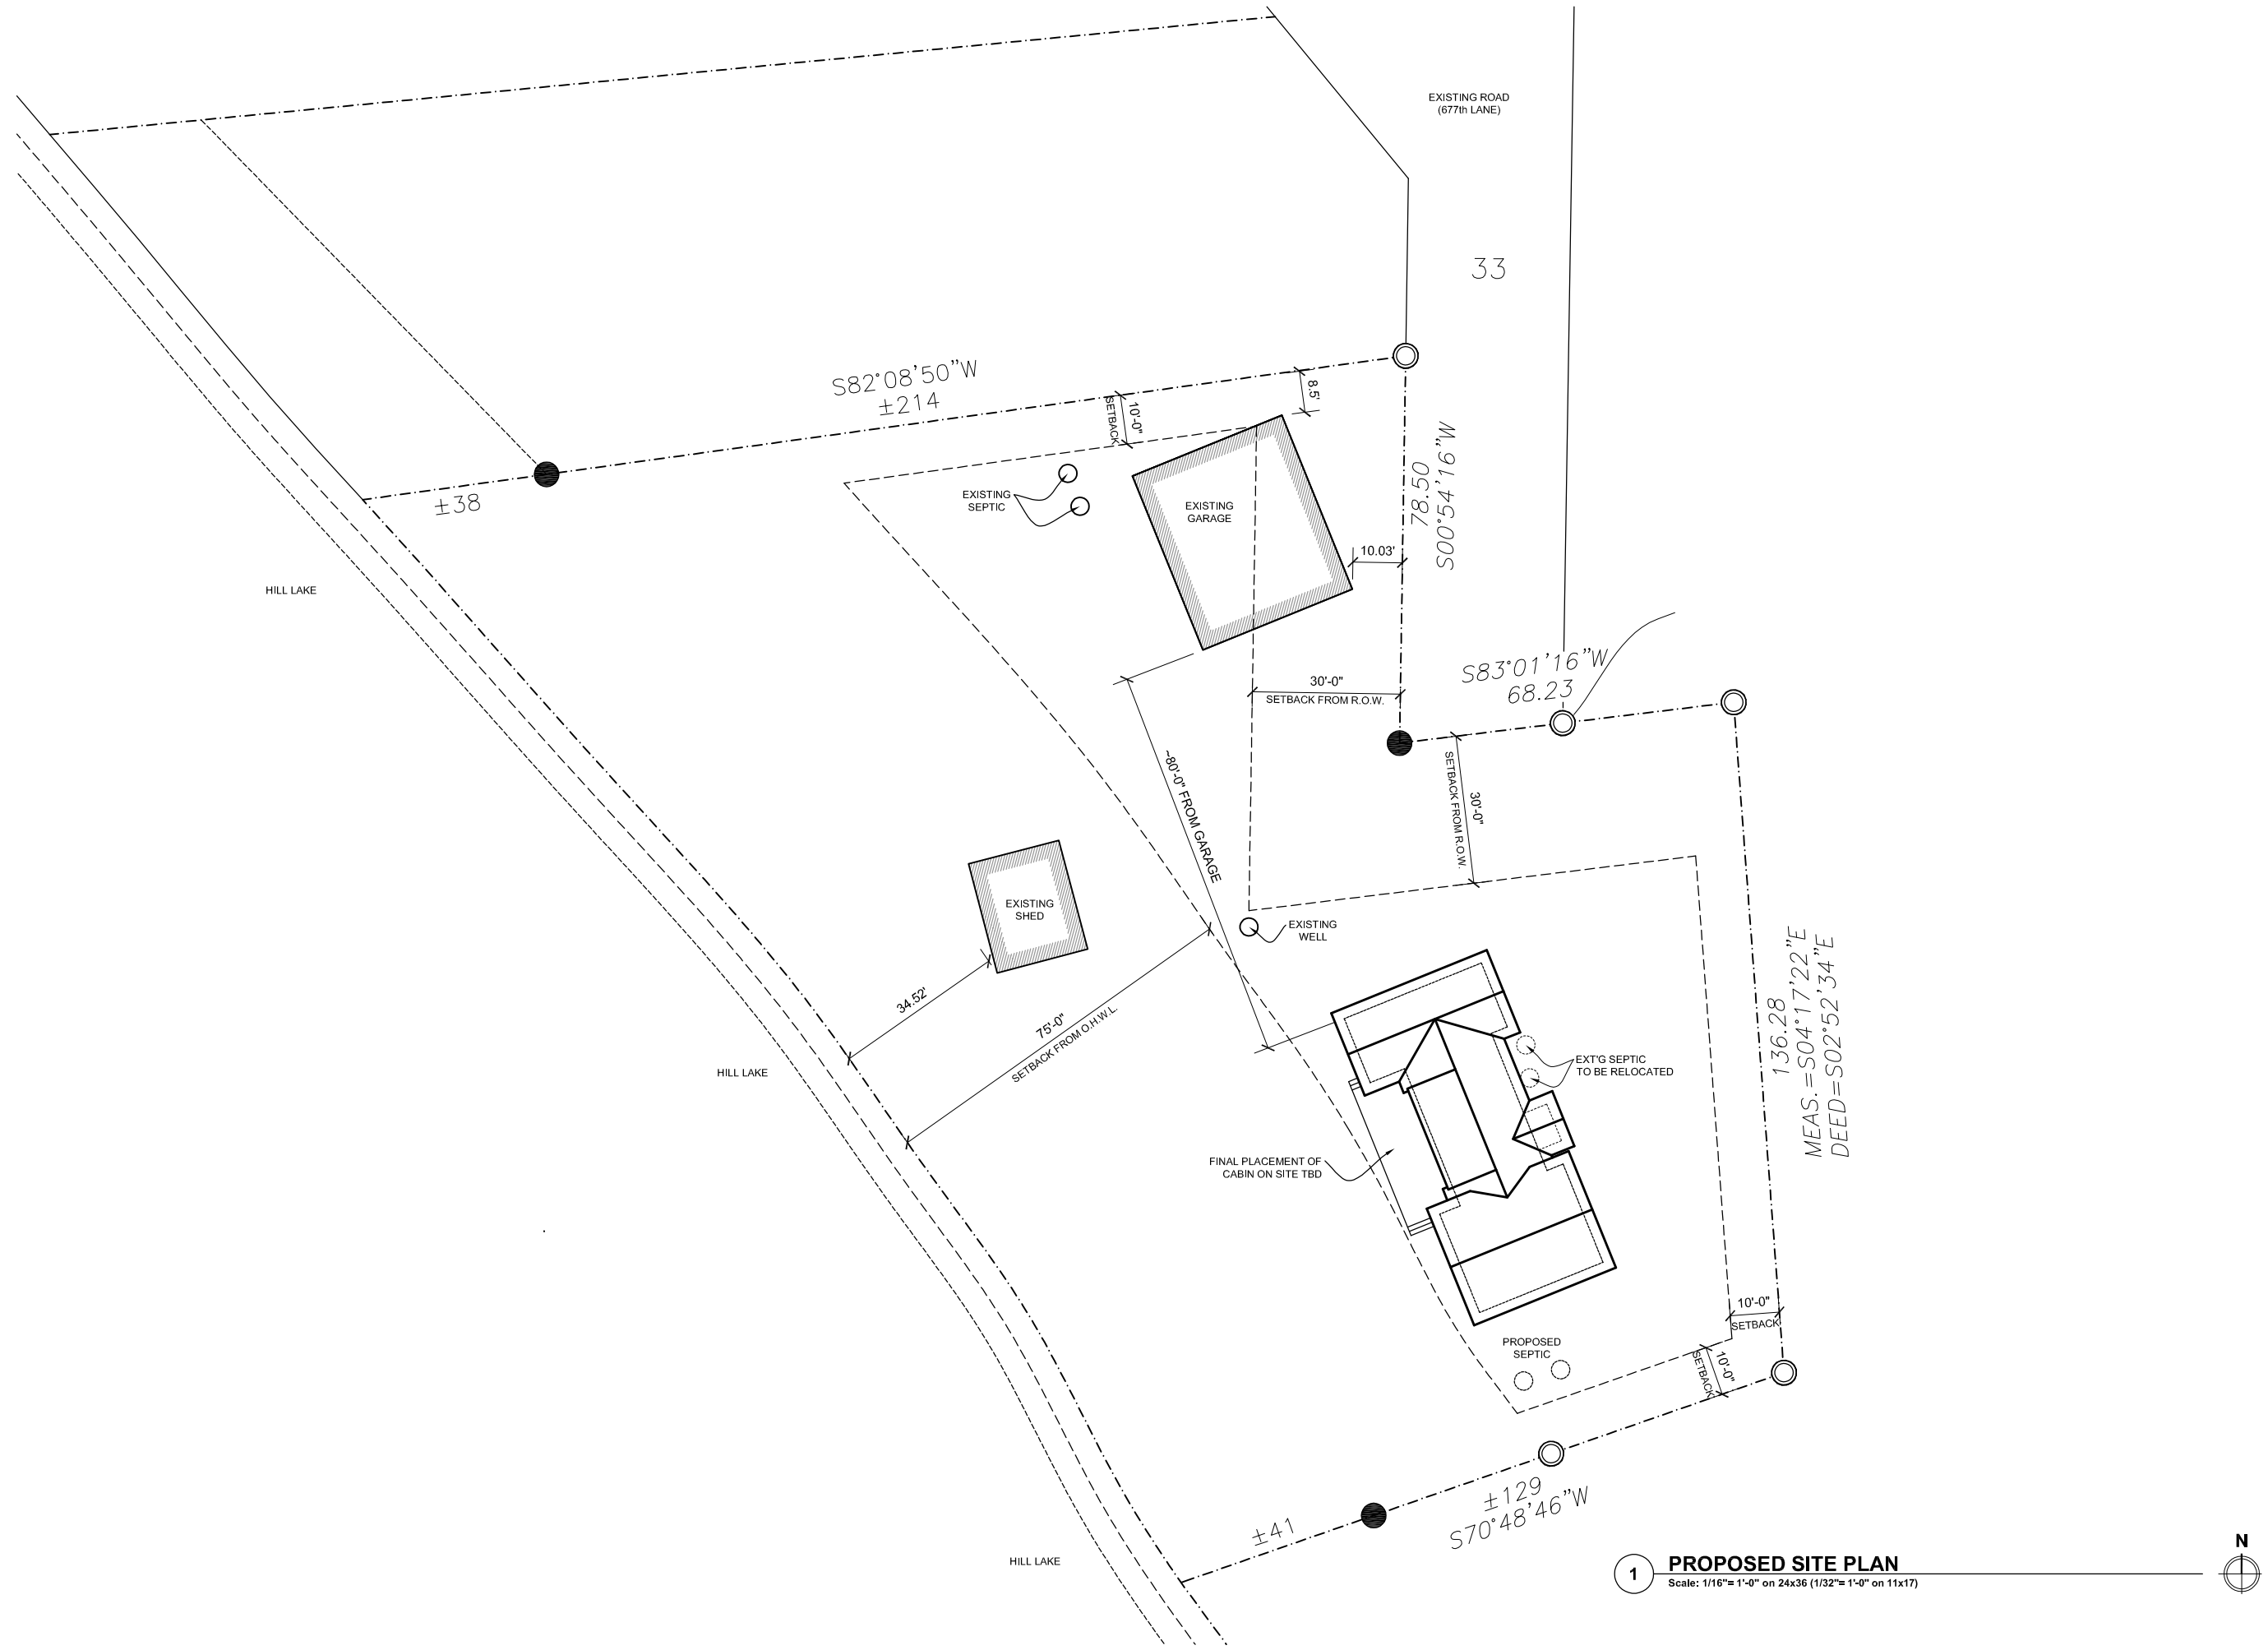 EXISTING ROAD
(677th LANE)
33
S82°08'50"W
±214
8.5'
10'-0"
SETBACK
±38
EXISTING
SEPTIC
EXISTING
GARAGE
78.50
S00°54'16"W
10.03'
HILL LAKE
30'-0"
SETBACK FROM R.O.W.
S83°01'16"W
68.23
~80'-0" FROM GARAGE
30'-0"
SETBACK FROM R.O.W.
EXISTING
SHED
EXISTING
WELL
34.52'
75'-0"
SETBACK FROM O.H.W.L.
136.28
MEAS.=S04°17'22"E
DEED=S02°52'34"E
HILL LAKE
EXT'G SEPTIC
TO BE RELOCATED
FINAL PLACEMENT OF
CABIN ON SITE TBD
10'-0"
SETBACK
PROPOSED
SEPTIC
10'-0"
SETBACK
±129
S70°48'46"W
±41
HILL LAKE
N
1
PROPOSED SITE PLAN
Scale: 1/16"= 1'-0" on 24x36 (1/32"= 1'-0" on 11x17)